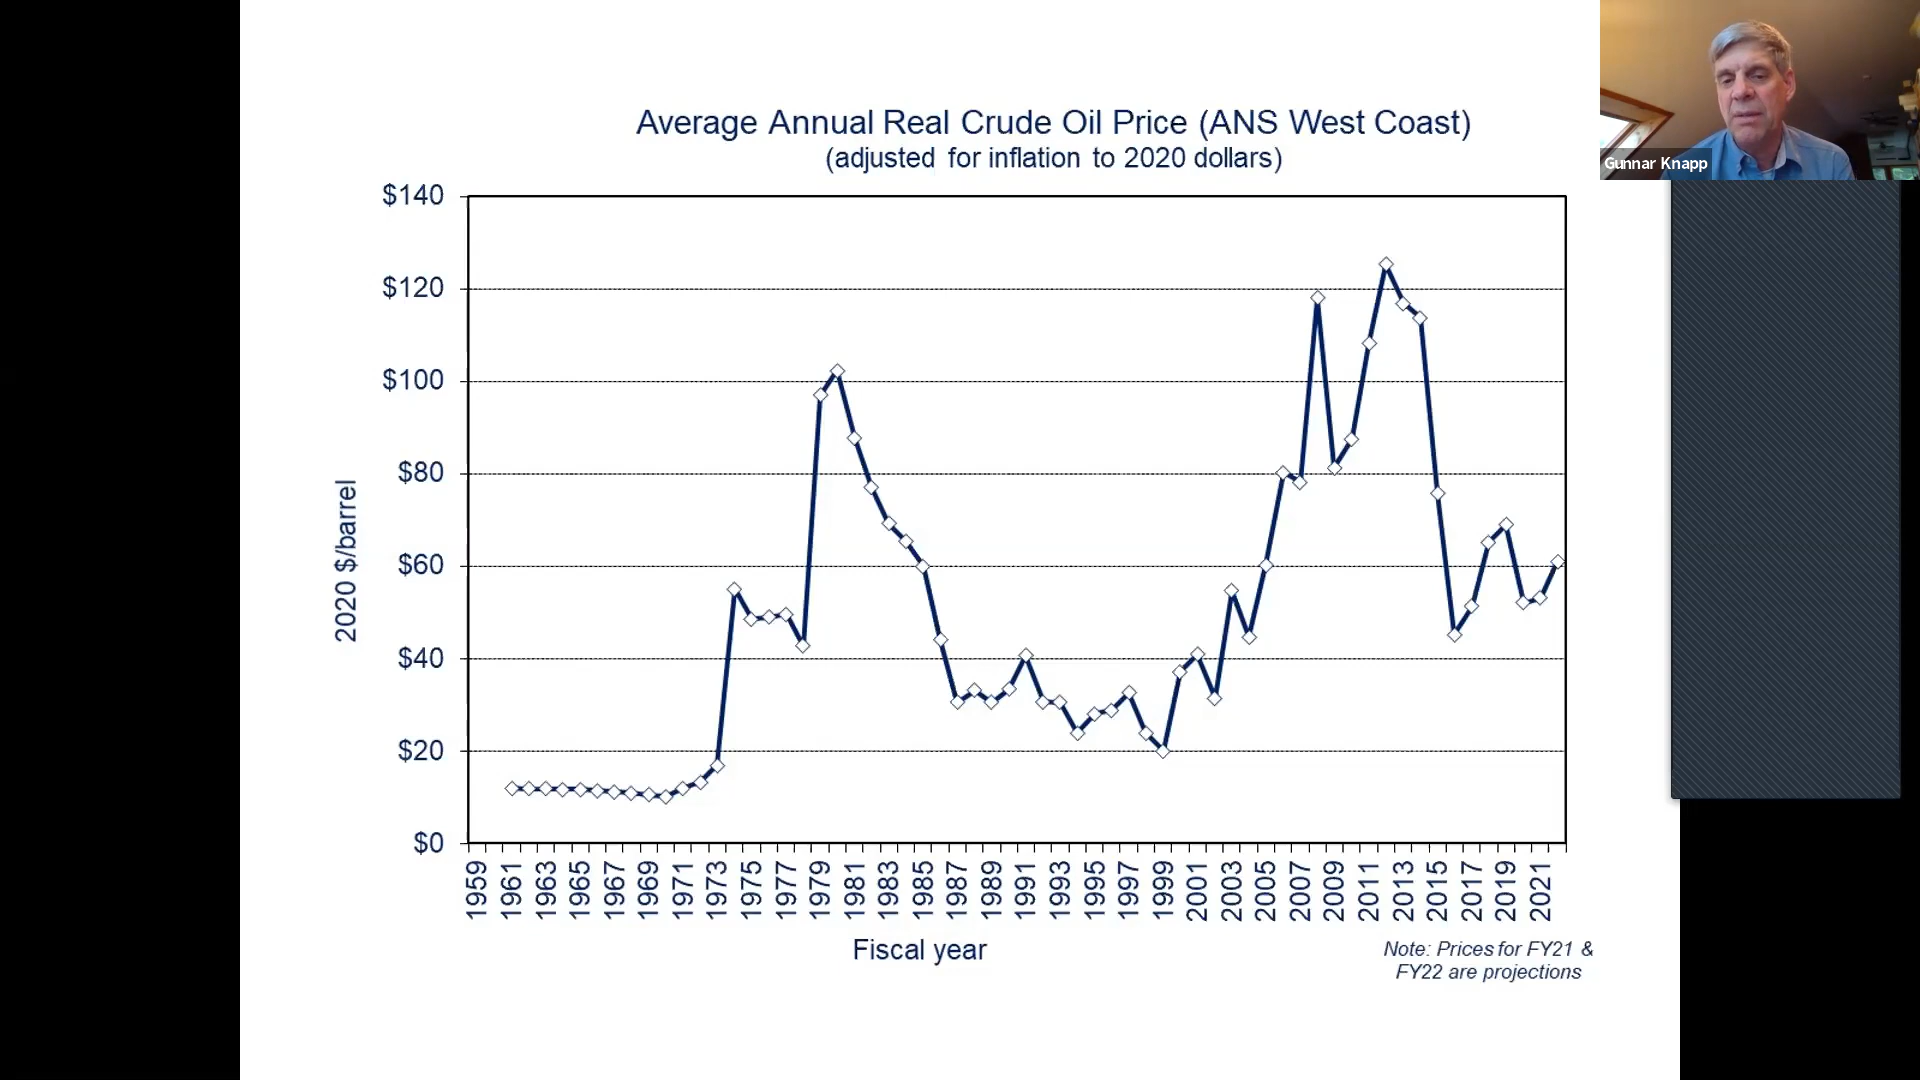 Average Annual Real Crude Oil Price (ANS West Coast)
(adjusted for inflation to 2020 dollars)
Gunnar Knapp
$140
$120
$100
$80
$60
$40
$20
$0
2020 $/barrel
1959 1961 1963 1965 1967 1969 1971 1973 1975 1977 1979 1981 1983 1985 1987 1989 1991 1993 1995 1997 1999 2001 2003 2005 2007 2009 2011 2013 2015 2017 2019 2021
Fiscal year
Note: Prices for FY21 &
FY22 are projections